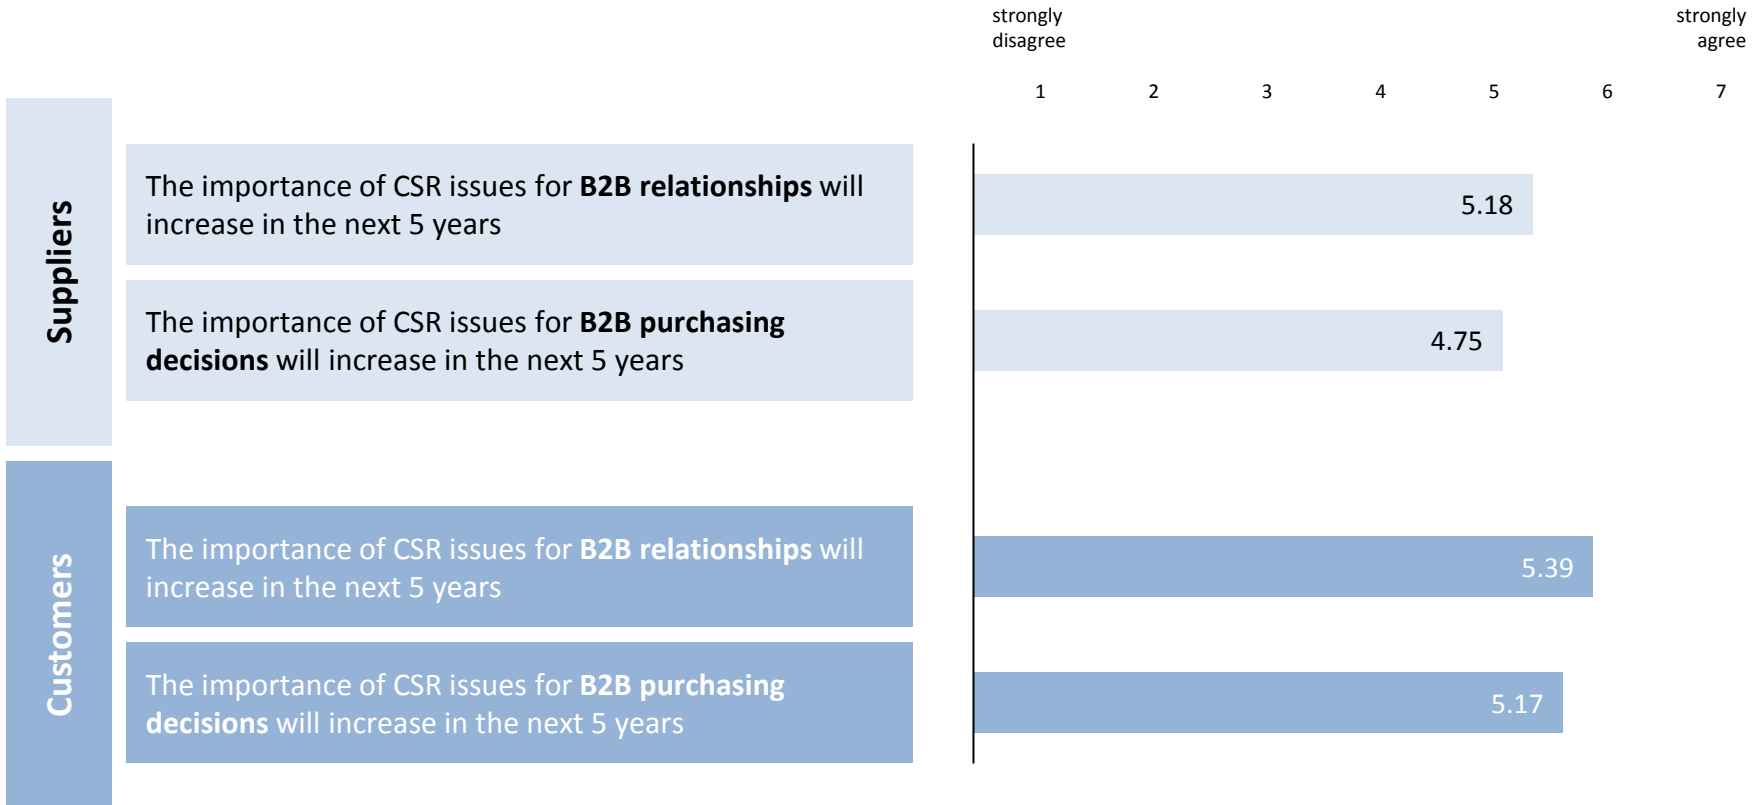 strongly
disagree
strongly
agree
1 2 3 4 5 6 7
Suppliers
The importance of CSR issues for B2B relationships will
increase in the next 5 years
5.18
The importance of CSR issues for B2B purchasing
decisions will increase in the next 5 years
4.75
Customers
The importance of CSR issues for B2B relationships will
increase in the next 5 years
5.39
The importance of CSR issues for B2B purchasing
decisions will increase in the next 5 years
5.17